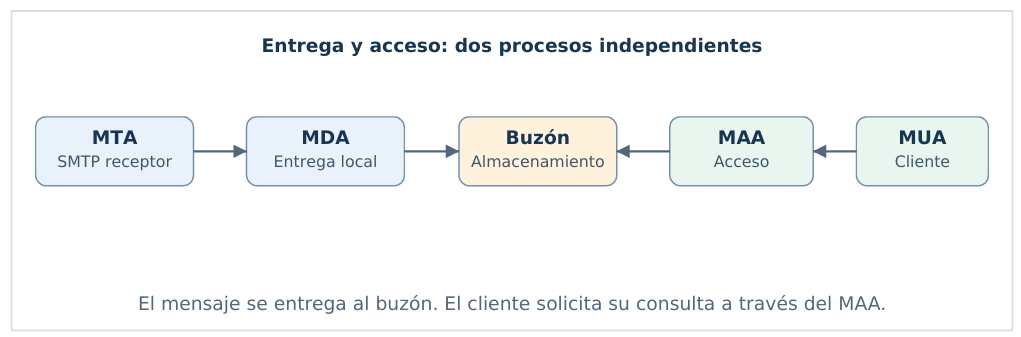 Entrega y acceso: dos procesos independientes
MTA
SMTP receptor
MDA
Entrega local
Buzón
Almacenamiento
MAA
Acceso
MUA
Cliente
El mensaje se entrega al buzón. El cliente solicita su consulta a través del MAA.